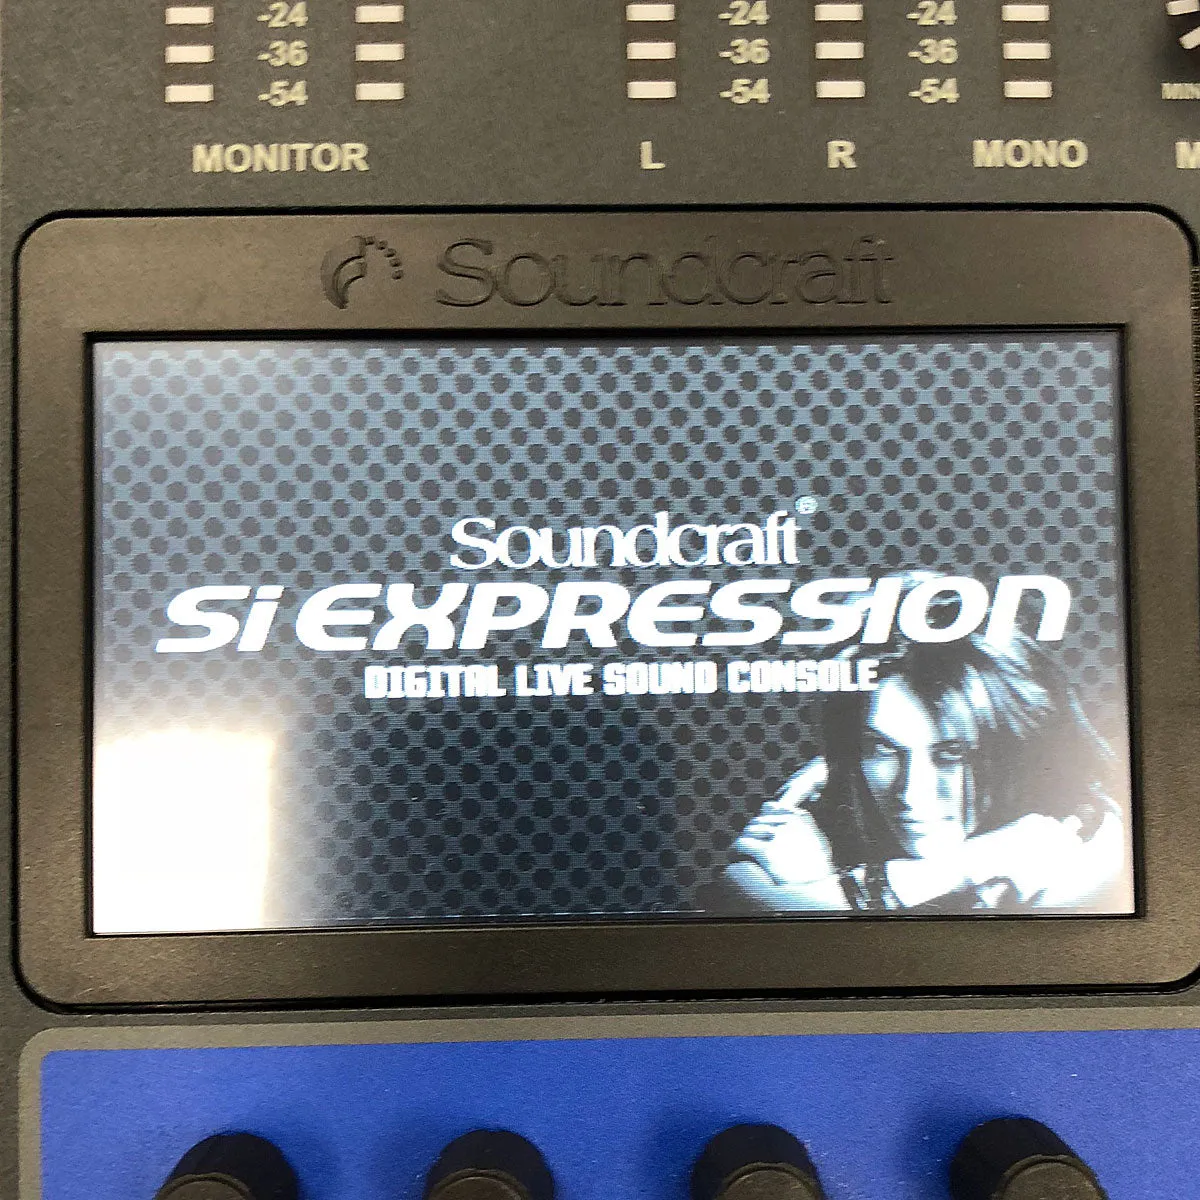 -24 -24 -24
-36 -36 -36
-54 -54 -54
MIN
MONITOR L R MONO M
Soundcraft
Soundcraft®
Si EXPRESSION
DIGITAL LIVE SOUND CONSOLE